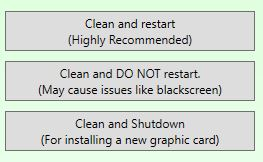 Clean and restart
(Highly Recommended)
Clean and DO NOT restart.
(May cause issues like blackscreen)
Clean and Shutdown
(For installing a new graphic card)